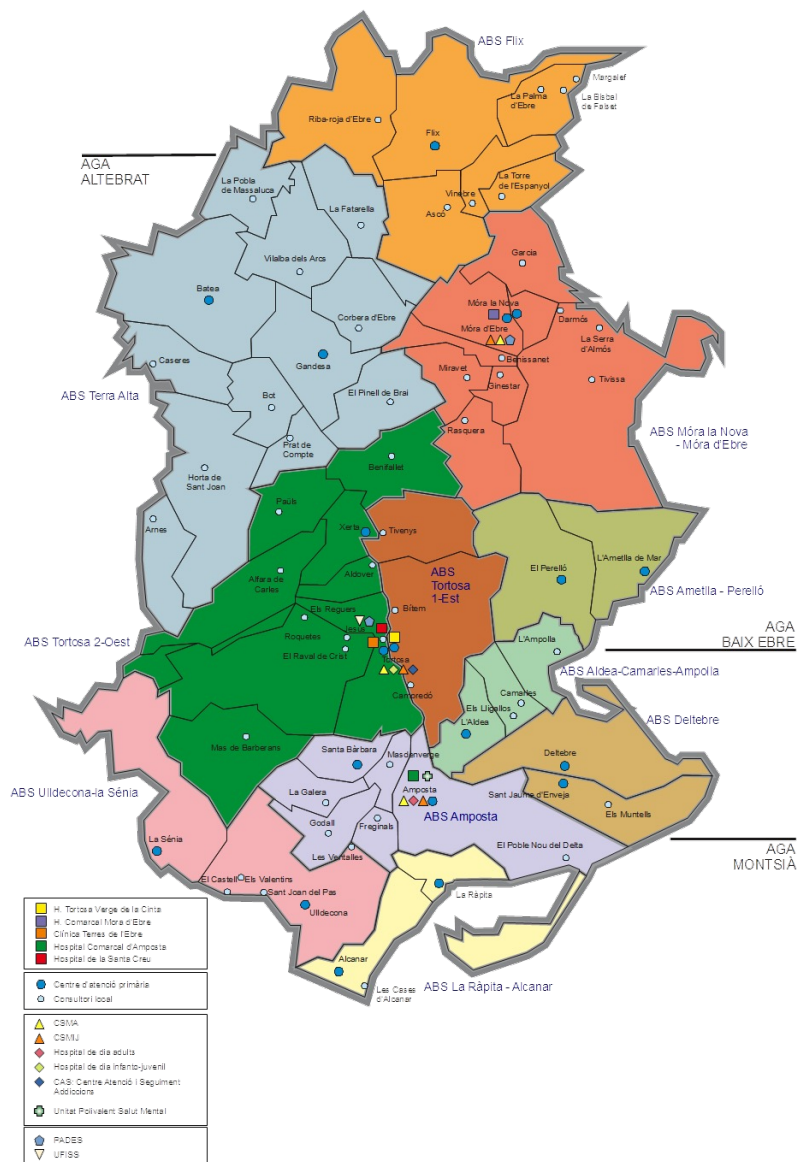 ABS Flix
Margalef
La Palma
d'Ebre
La Bisbal
de Falset
Riba-roja d'Ebre
Flix
AGA
ALTEBRAT
La Pobla
de Massaluca
La Torre
de l'Espanyol
Vinebre
Ascó
La Fatarella
Garcia
Vilalba dels Arcs
Batea
Móra la Nova
Corbera d'Ebre
Móra d'Ebre
Darmós
La Serra
d'Almós
Benissanet
Caseres
Gandesa
Miravet
Ginestar
Tivissa
ABS Terra Alta
Bot
El Pinell de Brai
ABS Móra la Nova
- Móra d'Ebre
Rasquera
Prat de
Compte
Benifallet
Horta de
Sant Joan
Paüls
Arnes
Xerta
Tivenys
ABS
Tortosa
1-Est
El Perelló
L'Ametlla de Mar
Aldover
Alfara de
Carles
ABS Ametlla - Perelló
Els Reguers
Bítem
Jesús
ABS Tortosa 2-Oest
Roquetes
El Raval de Crist
Tortosa
L'Ampolla
AGA
BAIX EBRE
ABS Aldea-Camarles-Ampolla
Camarles
Campredó
Els Lligallos
L'Aldea
ABS Deltebre
Mas de Barberans
Santa Bàrbara
Masdenverge
Deltebre
ABS Ulldecona-la Sénia
La Galera
Amposta
Sant Jaume d'Enveja
Els Muntells
ABS Amposta
Godall
Freginals
La Sénia
Les Ventalles
El Poble Nou del Delta
AGA
MONTSIÀ
El Castell
Els Valentins
Sant Joan del Pas
La Ràpita
Ulldecona
Alcanar
Les Cases
d'Alcanar
ABS La Ràpita - Alcanar
H. Tortosa Verge de la Cinta
H. Comarcal Mora d'Ebre
Clínica Terres de l'Ebre
Hospital Comarcal d'Amposta
Hospital de la Santa Creu
Centre d'atenció primària
Consultori local
CSMA
CSMIJ
Hospital de dia adults
Hospital de dia Infanto-juvenil
CAS: Centre Atenció i Seguiment
Addiccions
Unitat Polivalent Salut Mental
PADES
UFISS